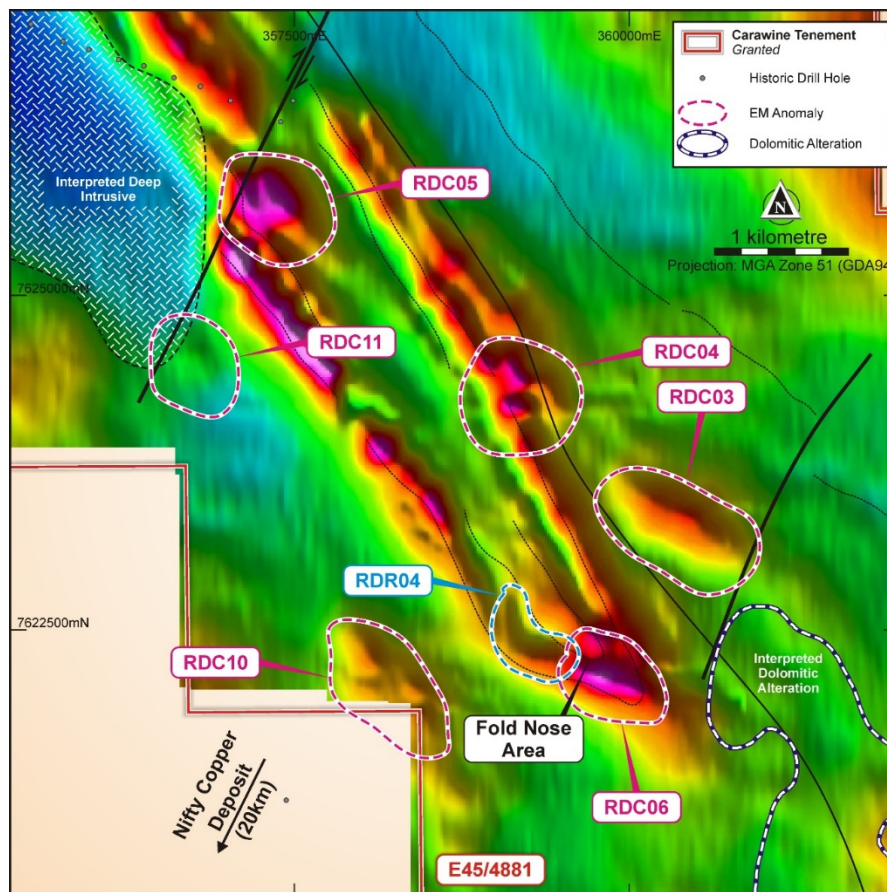 357500mE
360000mE
Carawine Tenement
Granted
Historic Drill Hole
EM Anomaly
Dolomitic Alteration
N
1 kilometre
Projection: MGA Zone 51 (GDA94
Interpreted Deep
Intrusive
RDC05
7625000mN
RDC11
RDC04
RDC03
RDR04
7622500mN
RDC10
Interpreted
Dolomitic
Alteration
Fold Nose
Area
RDC06
Nifty Copper
Deposit
(20km)
E45/4881